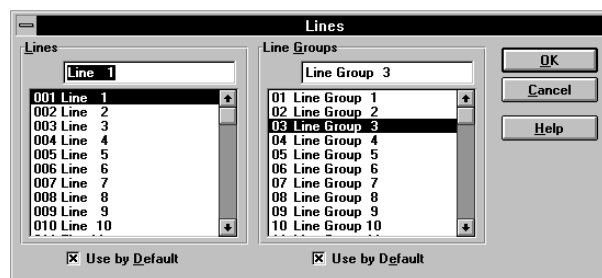 Lines
Lines
Line 1
001 Line 1
002 Line 2
003 Line 3
004 Line 4
005 Line 5
006 Line 6
007 Line 7
008 Line 8
009 Line 9
010 Line 10
Use by Default
Line Groups
Line Group 3
01 Line Group 1
02 Line Group 2
03 Line Group 3
04 Line Group 4
05 Line Group 5
06 Line Group 6
07 Line Group 7
08 Line Group 8
09 Line Group 9
10 Line Group 10
Use by Default
OK
Cancel
Help